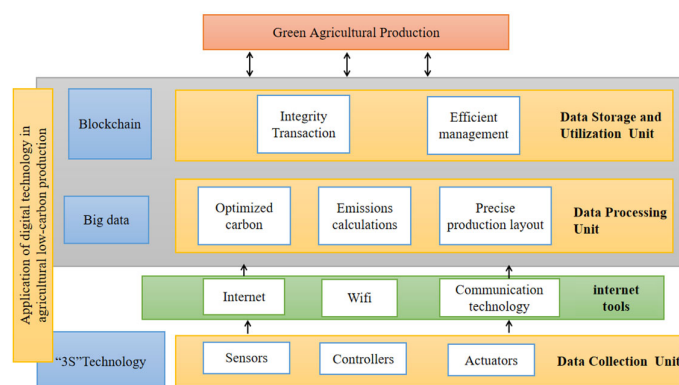 Green Agricultural Production
Application of digital technology in
agricultural low-carbon production
Blockchain
Integrity
Transaction
Efficient
management
Data Storage and
Utilization Unit
Big data
Optimized
carbon
Emissions
calculations
Precise
production layout
Data Processing
Unit
Internet
Wifi
Communication
technology
internet
tools
“3S”Technology
Sensors
Controllers
Actuators
Data Collection Unit